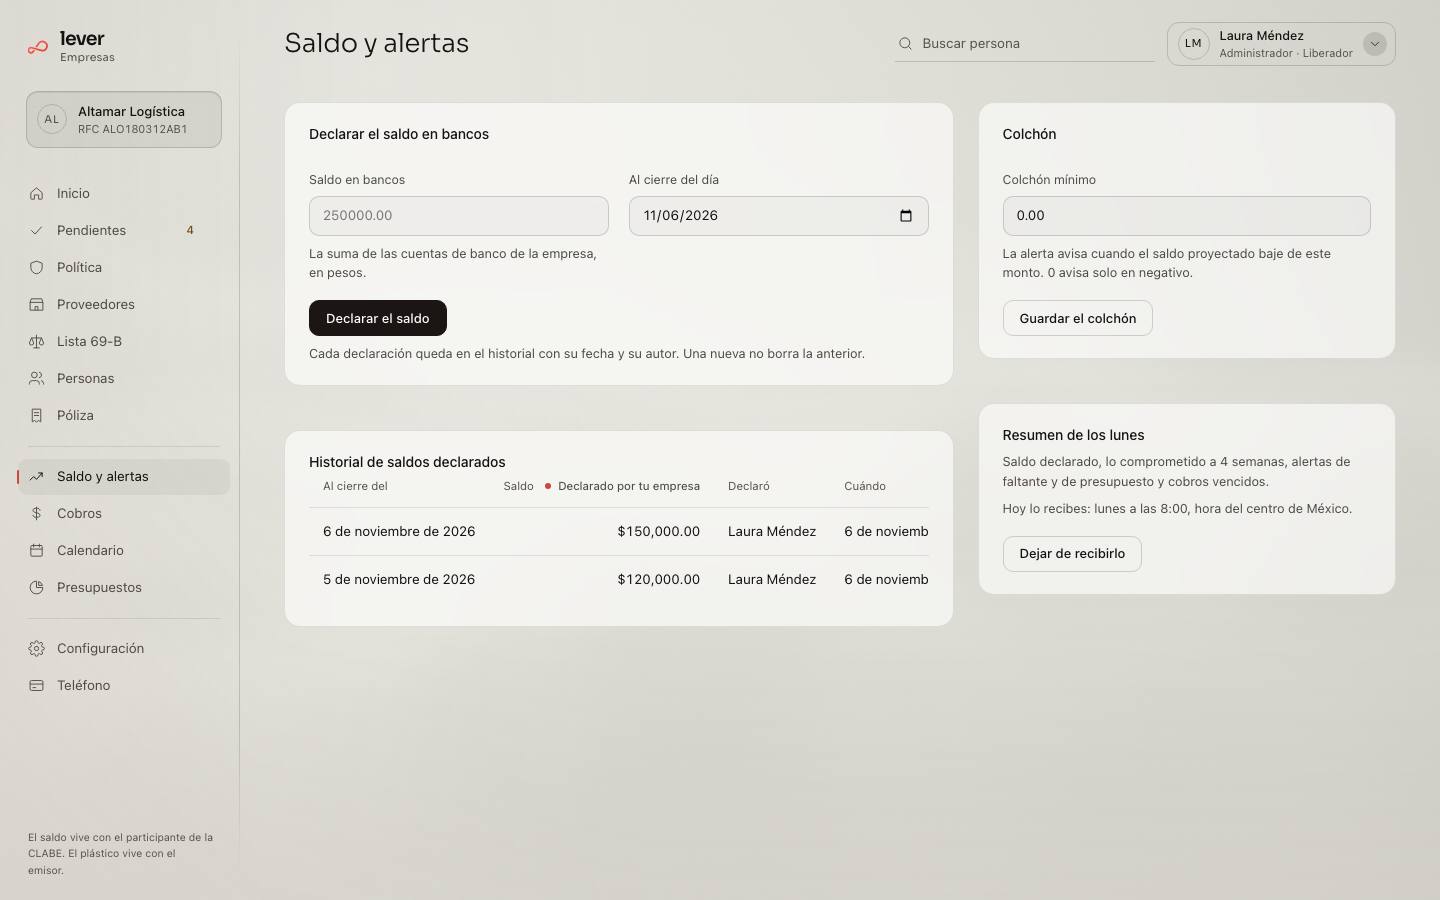 lever
Empresas
AL
Altamar Logística
RFC ALO180312AB1
Inicio
Pendientes 4
Política
Proveedores
Lista 69-B
Personas
Póliza
Saldo y alertas
Cobros
Calendario
Presupuestos
Configuración
Teléfono
El saldo vive con el participante de la
CLABE. El plástico vive con el
emisor.
Saldo y alertas
Buscar persona
LM
Laura Méndez
Administrador · Liberador
Declarar el saldo en bancos
Saldo en bancos
250000.00
La suma de las cuentas de banco de la empresa,
en pesos.
Al cierre del día
11/06/2026
Declarar el saldo
Cada declaración queda en el historial con su fecha y su autor. Una nueva no borra la anterior.
Historial de saldos declarados
Al cierre del Saldo Declarado por tu empresa Declaró Cuándo
6 de noviembre de 2026 $150,000.00 Laura Méndez 6 de noviemb
5 de noviembre de 2026 $120,000.00 Laura Méndez 6 de noviemb
Colchón
Colchón mínimo
0.00
La alerta avisa cuando el saldo proyectado baje de este
monto. 0 avisa solo en negativo.
Guardar el colchón
Resumen de los lunes
Saldo declarado, lo comprometido a 4 semanas, alertas de
faltante y de presupuesto y cobros vencidos.
Hoy lo recibes: lunes a las 8:00, hora del centro de México.
Dejar de recibirlo